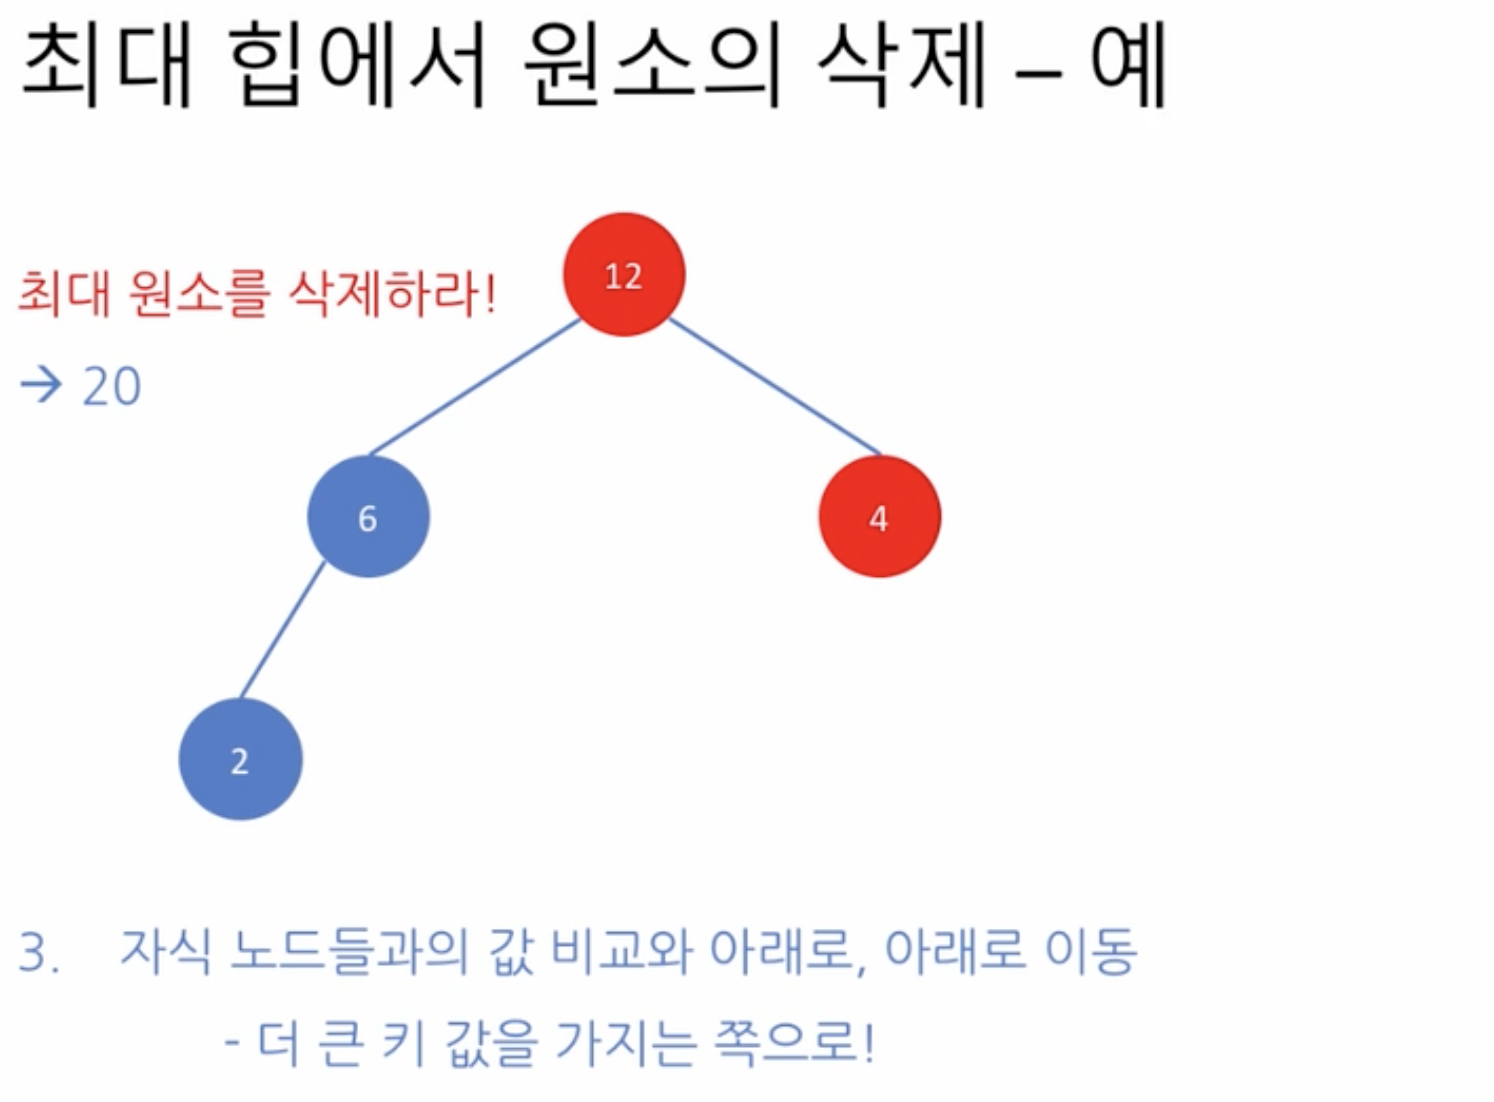 최대 힙에서 원소의 삭제 – 예
최대 원소를 삭제하라!
→ 20
12
6
4
2
3. 자식 노드들과의 값 비교와 아래로, 아래로 이동
- 더 큰 키 값을 가지는 쪽으로!